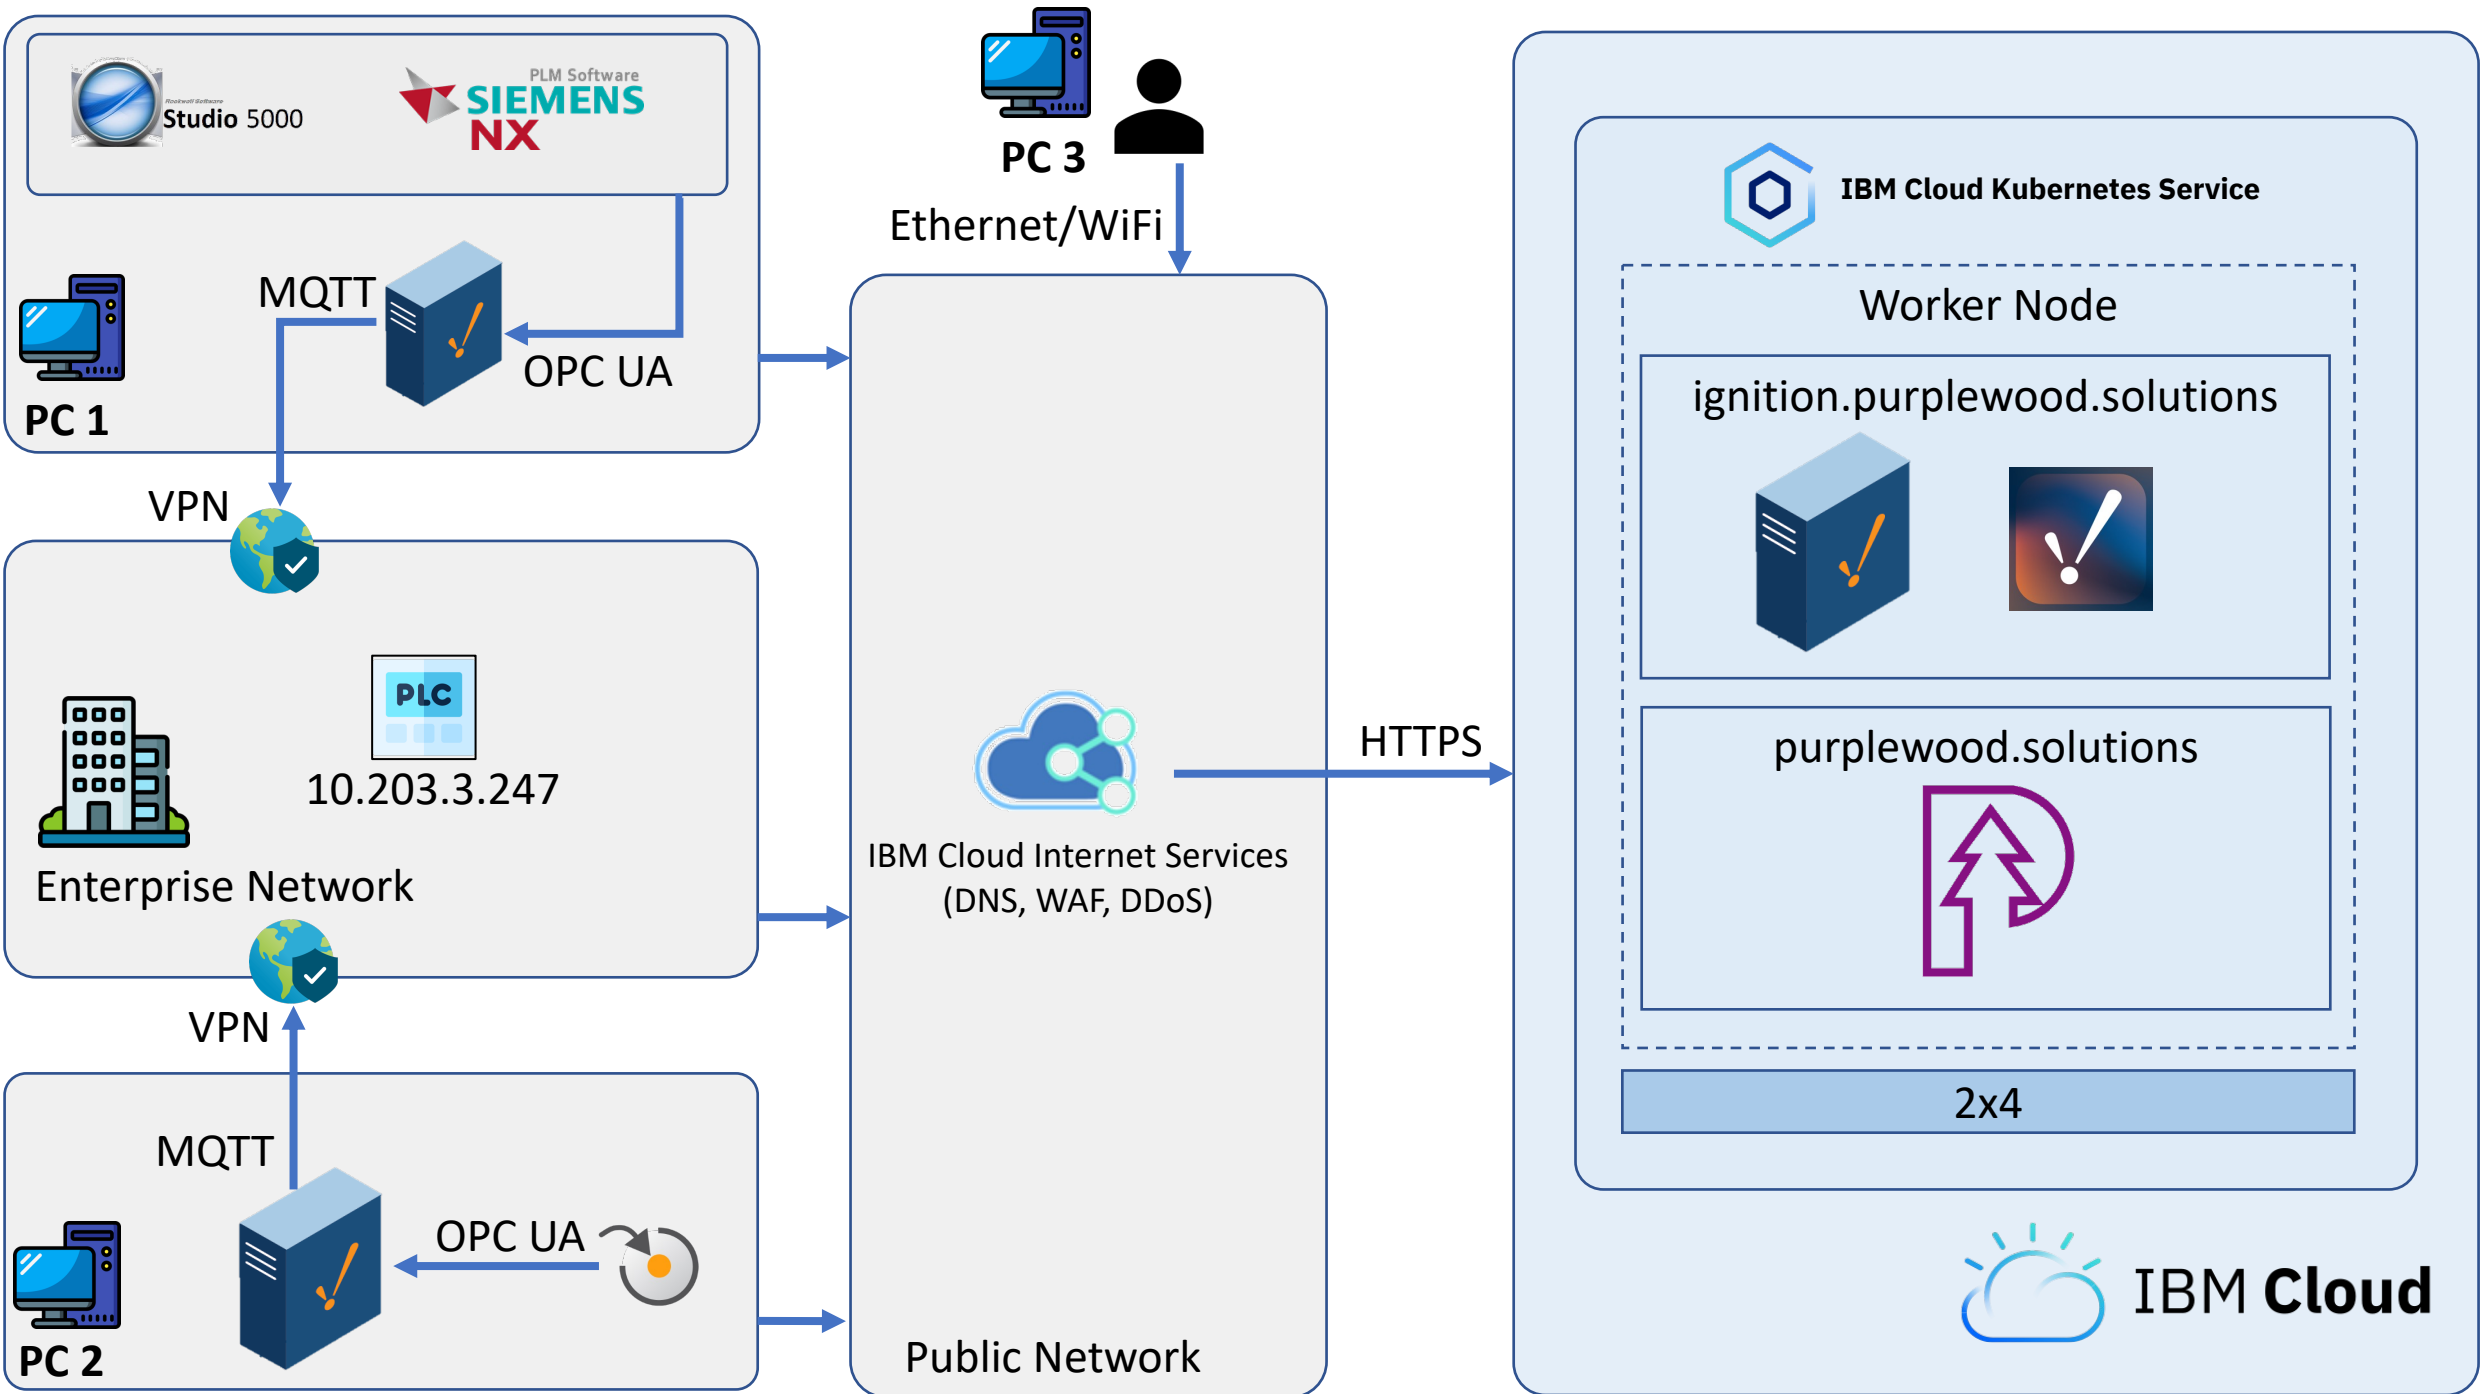 Rockwell Software
Studio 5000
PLM Software
SIEMENS
NX
MQTT
OPC UA
PC 1
VPN
PLC
10.203.3.247
Enterprise Network
VPN
MQTT
OPC UA
PC 2
PC 3
Ethernet/WiFi
IBM Cloud Internet Services
(DNS, WAF, DDoS)
Public Network
HTTPS
IBM Cloud Kubernetes Service
Worker Node
ignition.purplewood.solutions
purplewood.solutions
2x4
IBM Cloud